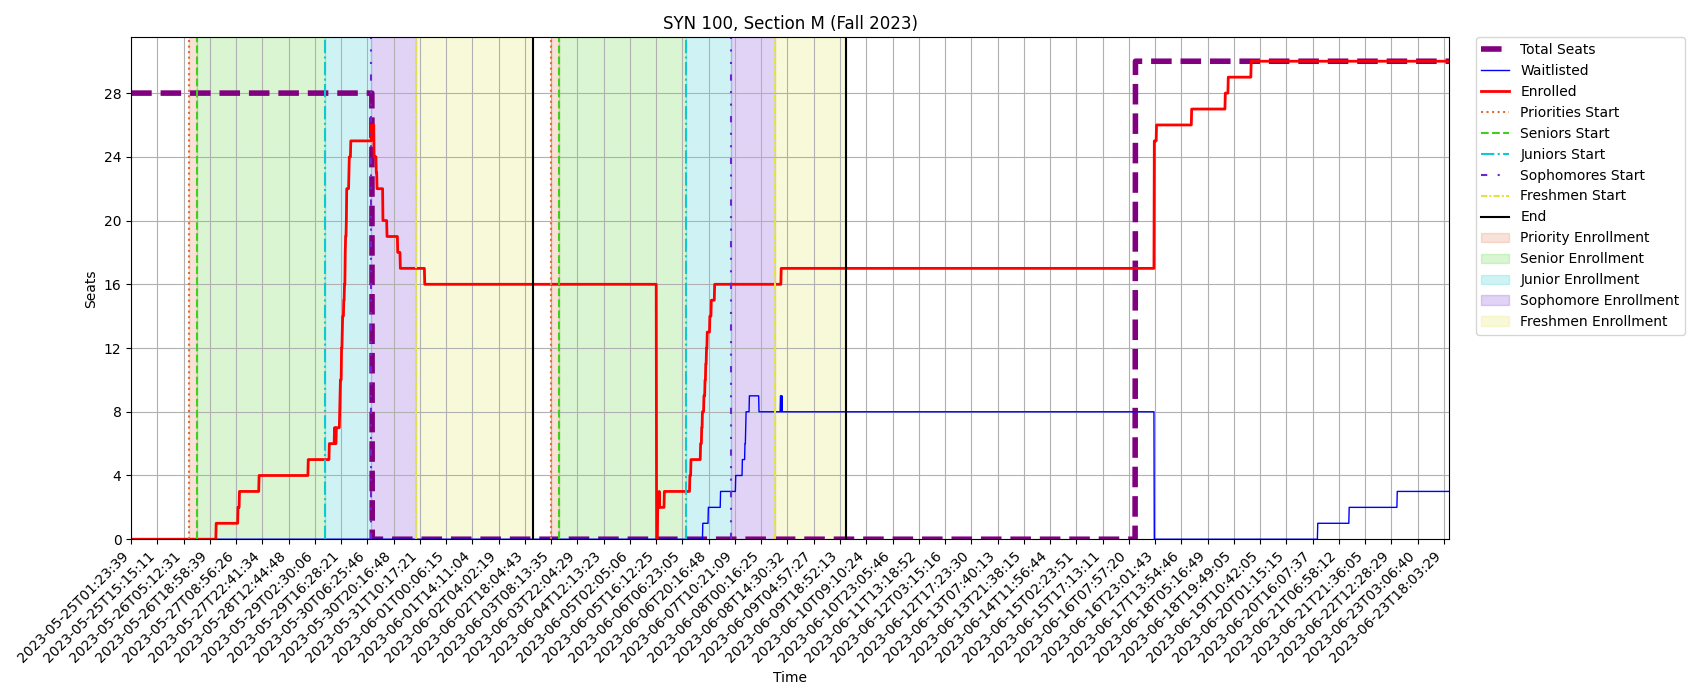 SYN 100, Section M (Fall 2023)
Seats
28
24
20
16
12
8
4
0
2023-05-25T01:23:39
2023-05-25T15:15:11
2023-05-26T05:12:31
2023-05-26T18:58:39
2023-05-27T08:56:26
2023-05-27T22:41:34
2023-05-28T12:44:48
2023-05-29T02:30:06
2023-05-29T16:28:21
2023-05-30T06:25:46
2023-05-30T20:16:48
2023-05-31T10:17:21
2023-06-01T00:06:15
2023-06-01T14:11:04
2023-06-02T04:02:19
2023-06-02T18:04:43
2023-06-03T08:13:35
2023-06-03T22:04:29
2023-06-04T12:13:23
2023-06-05T02:05:06
2023-06-05T16:12:25
2023-06-06T06:23:05
2023-06-06T20:16:48
2023-06-07T10:21:09
2023-06-08T00:16:25
2023-06-08T14:30:32
2023-06-09T04:57:27
2023-06-09T18:52:13
2023-06-10T09:10:24
2023-06-10T23:05:46
2023-06-11T13:18:52
2023-06-12T03:15:16
2023-06-12T17:23:30
2023-06-13T07:40:13
2023-06-13T21:38:15
2023-06-14T11:56:44
2023-06-15T02:23:51
2023-06-15T17:13:11
2023-06-16T07:57:20
2023-06-16T23:01:43
2023-06-17T13:54:46
2023-06-18T05:16:49
2023-06-18T19:49:05
2023-06-19T10:42:05
2023-06-20T01:15:15
2023-06-20T16:07:37
2023-06-21T06:58:12
2023-06-21T21:36:05
2023-06-22T12:28:29
2023-06-23T03:06:40
2023-06-23T18:03:29
Time
Total Seats
Waitlisted
Enrolled
Priorities Start
Seniors Start
Juniors Start
Sophomores Start
Freshmen Start
End
Priority Enrollment
Senior Enrollment
Junior Enrollment
Sophomore Enrollment
Freshmen Enrollment